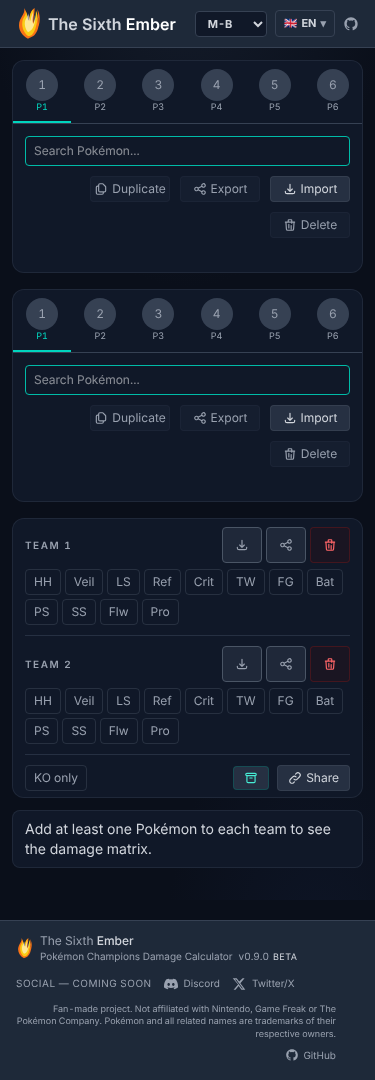 The Sixth Ember M-B 🇬🇧 EN ▾
1 2 3 4 5 6
P1 P2 P3 P4 P5 P6
Search Pokémon...
Duplicate Export Import
Delete
1 2 3 4 5 6
P1 P2 P3 P4 P5 P6
Search Pokémon...
Duplicate Export Import
Delete
TEAM 1
HH Veil LS Ref Crit TW FG Bat
PS SS Flw Pro
TEAM 2
HH Veil LS Ref Crit TW FG Bat
PS SS Flw Pro
KO only Share
Add at least one Pokémon to each team to see
the damage matrix.
The Sixth Ember
Pokémon Champions Damage Calculator v0.9.0 BETA
SOCIAL — COMING SOON Discord Twitter/X
Fan-made project. Not affiliated with Nintendo, Game Freak or The
Pokémon Company. Pokémon and all related names are trademarks of their
respective owners.
GitHub